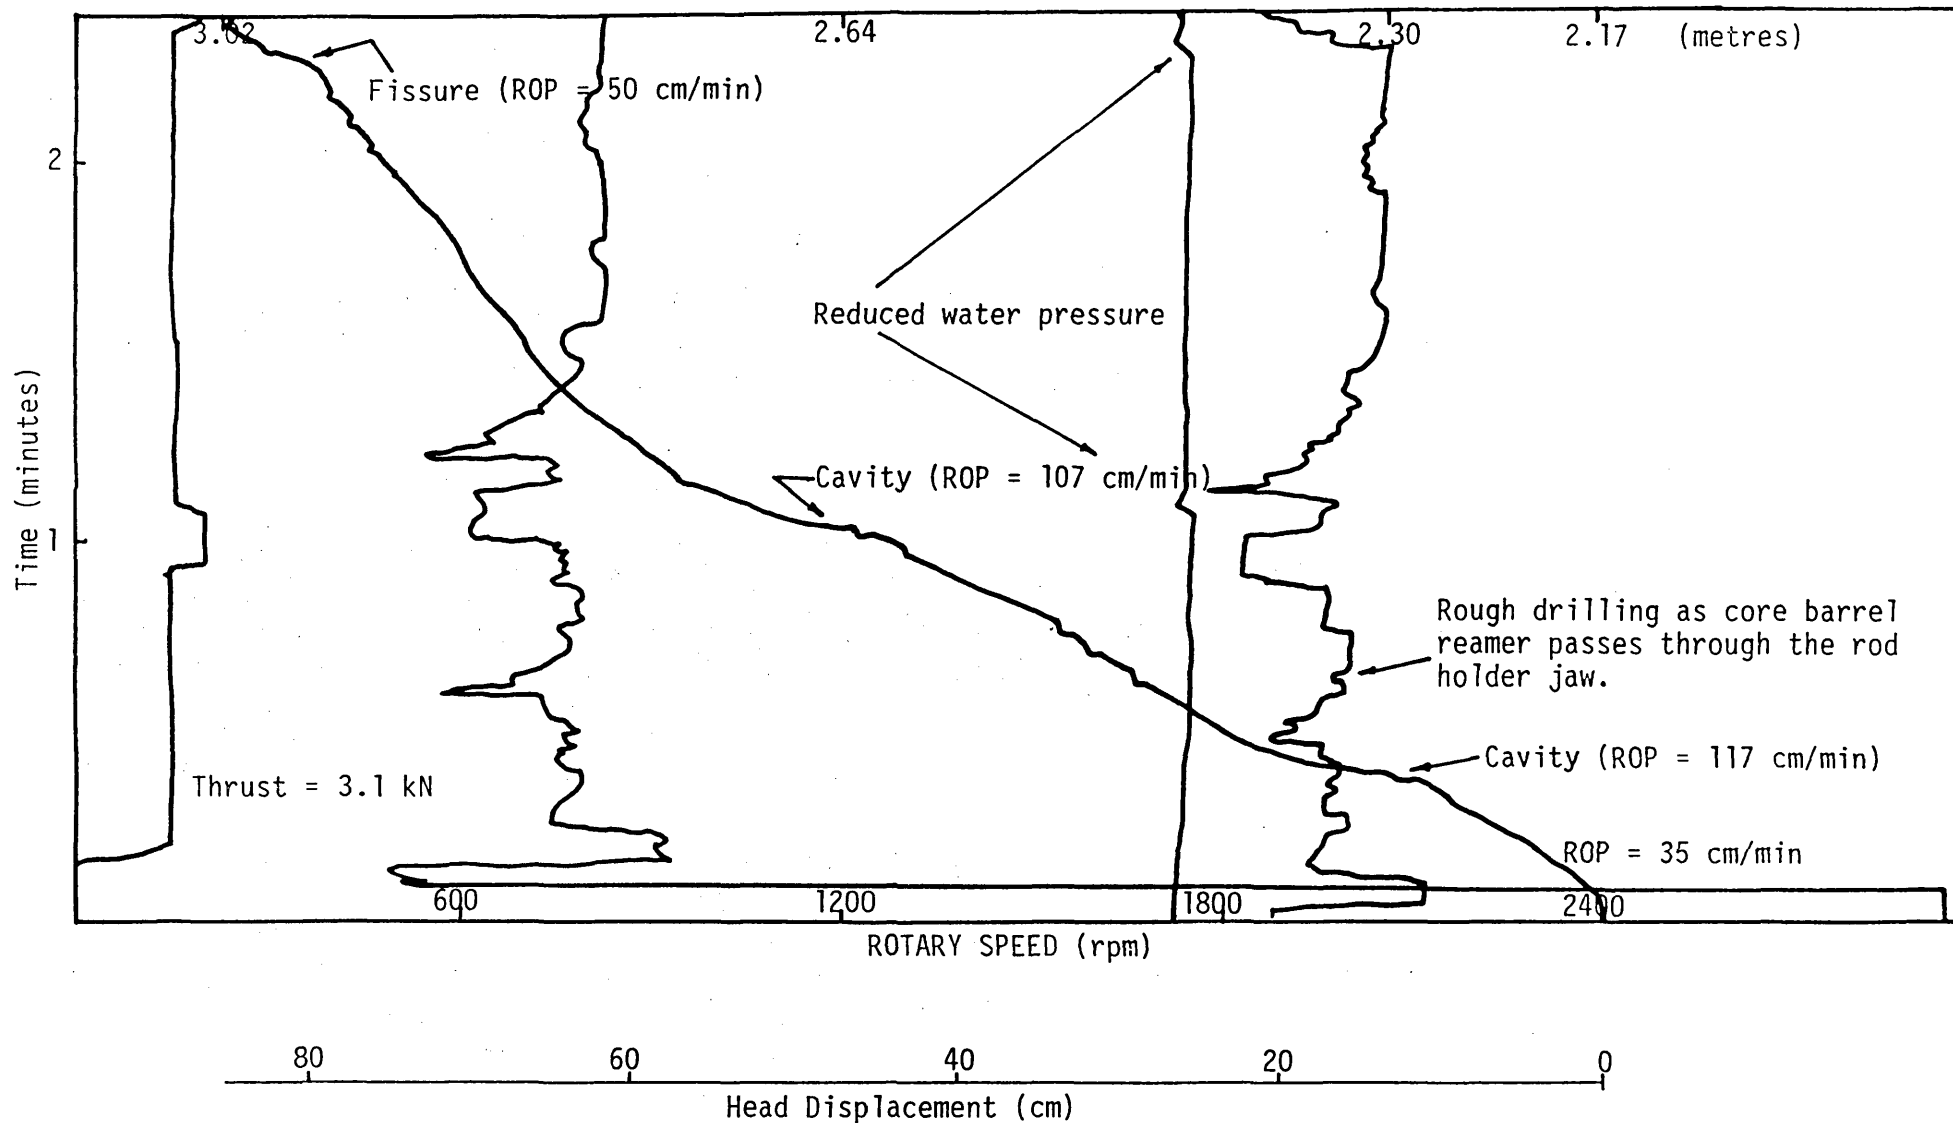 3.02 2.64 2.30 2.17 (metres)
Fissure (ROP = 50 cm/min)
2
Reduced water pressure
Cavity (ROP = 107 cm/min)
1
Time (minutes)
Rough drilling as core barrel
reamer passes through the rod
holder jaw.
Cavity (ROP = 117 cm/min)
Thrust = 3.1 kN
ROP = 35 cm/min
600 1200 1800 2400
ROTARY SPEED (rpm)
80 60 40 20 0
Head Displacement (cm)